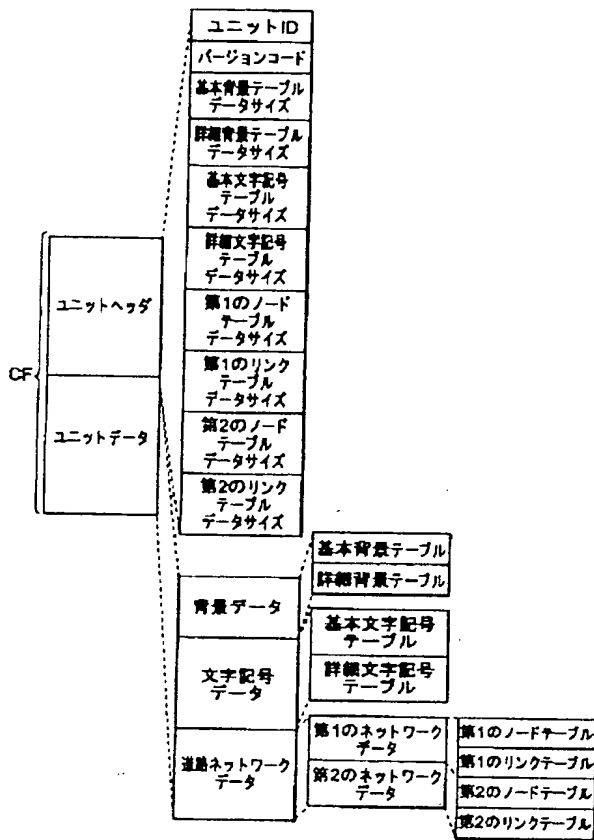 ユニットID
バージョンコード
基本背景テーブル
データサイズ
詳細背景テーブル
データサイズ
基本文字記号
テーブル
データサイズ
詳細文字記号
テーブル
データサイズ
第1のノード
テーブル
データサイズ
第1のリンク
テーブル
データサイズ
第2のノード
テーブル
データサイズ
第2のリンク
テーブル
データサイズ
CF
ユニットヘッダ
ユニットデータ
背景データ
文字記号
データ
道路ネットワーク
データ
基本背景テーブル
詳細背景テーブル
基本文字記号
テーブル
詳細文字記号
テーブル
第1のネットワーク
データ
第2のネットワーク
データ
第1のノードテーブル
第1のリンクテーブル
第2のノードテーブル
第2のリンクテーブル